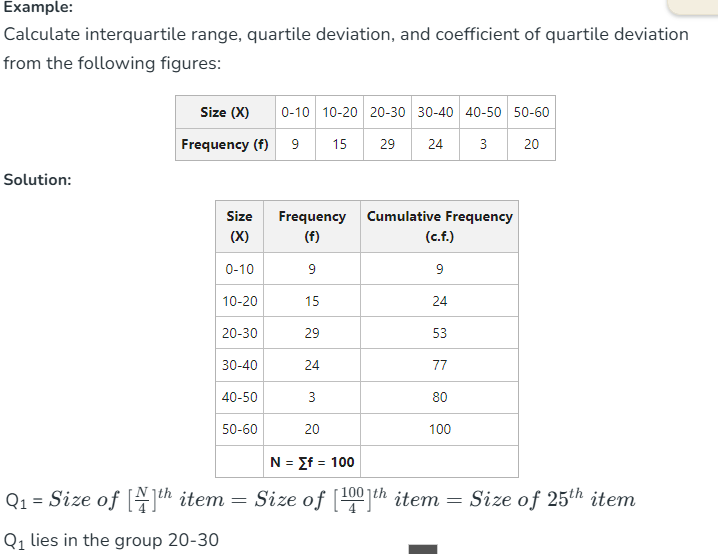 Example:
Calculate interquartile range, quartile deviation, and coefficient of quartile deviation
from the following figures:
Size (X) 0-10 10-20 20-30 30-40 40-50 50-60
Frequency (f) 9 15 29 24 3 20
Solution:
Size (X) Frequency (f) Cumulative Frequency (c.f.)
0-10 9 9
10-20 15 24
20-30 29 53
30-40 24 77
40-50 3 80
50-60 20 100
N = ∑f = 100
Q₁ = Size of [N/4]ᵗʰ item = Size of [100/4]ᵗʰ item = Size of 25ᵗʰ item
Q₁ lies in the group 20-30